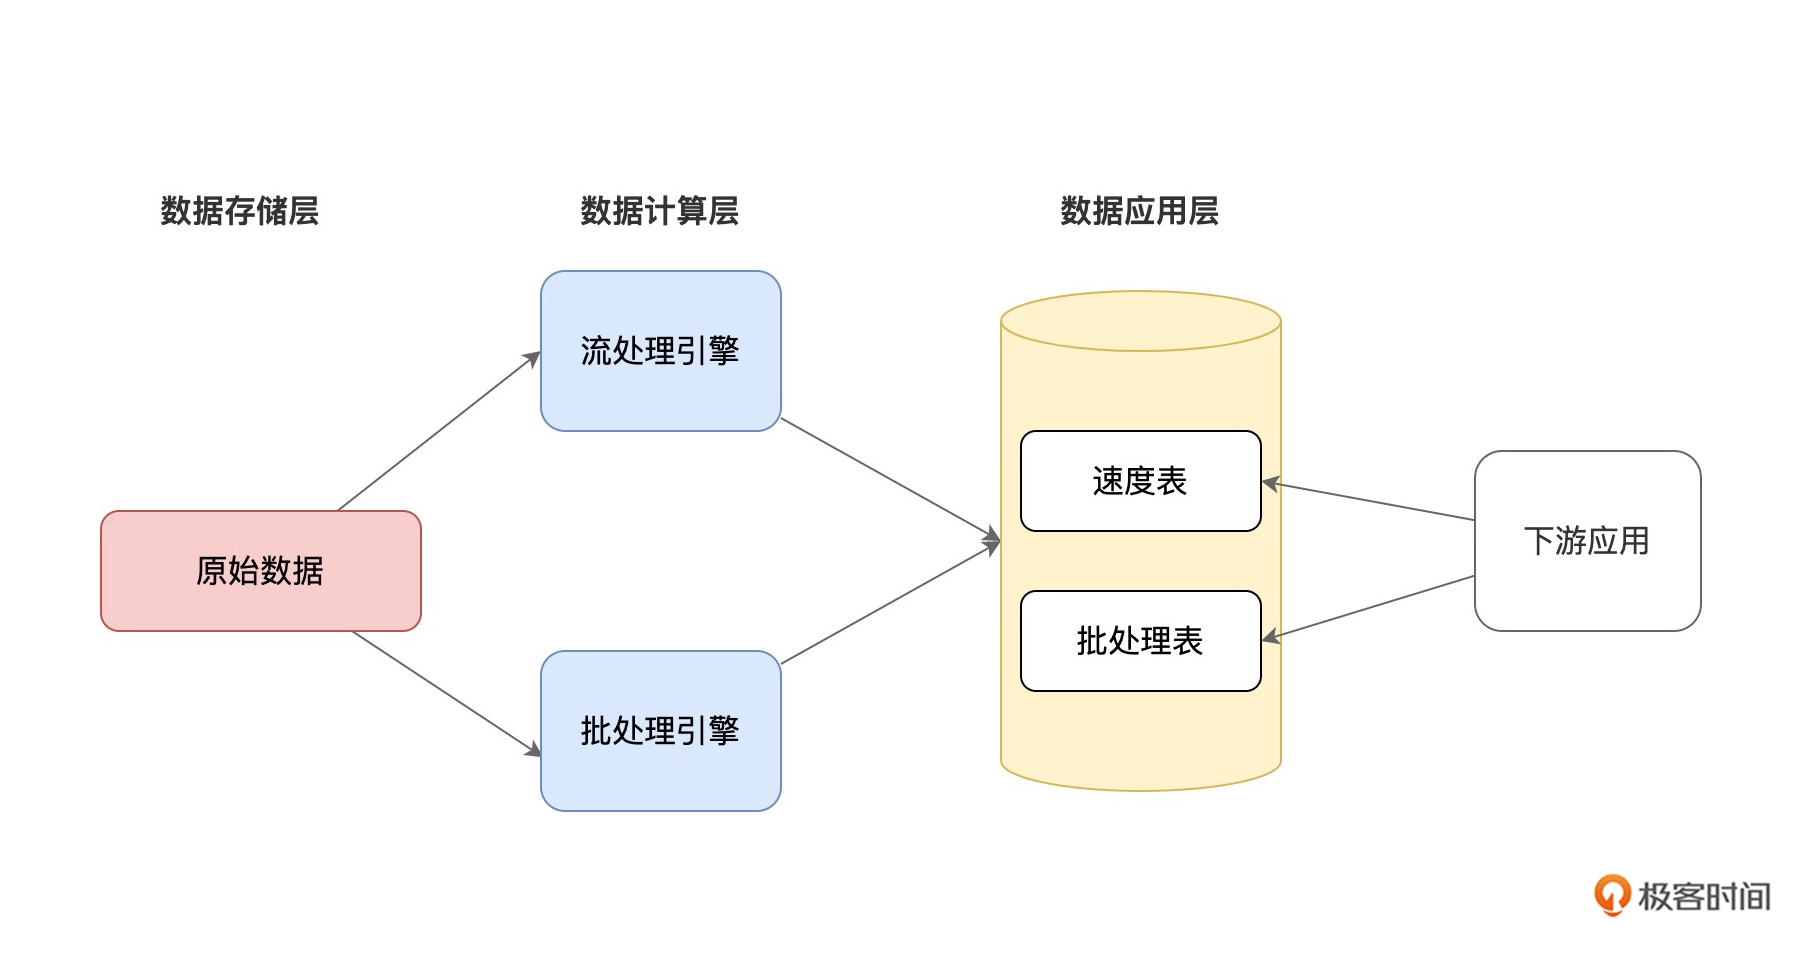 数据存储层
数据计算层
数据应用层
流处理引擎
速度表
下游应用
原始数据
批处理表
批处理引擎
极客时间